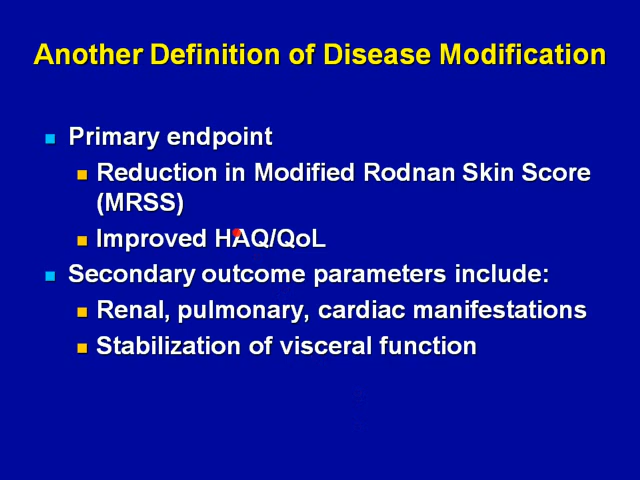 Another Definition of Disease Modification
Primary endpoint
Reduction in Modified Rodnan Skin Score
(MRSS)
Improved HAQ/QoL
Secondary outcome parameters include:
Renal, pulmonary, cardiac manifestations
Stabilization of visceral function